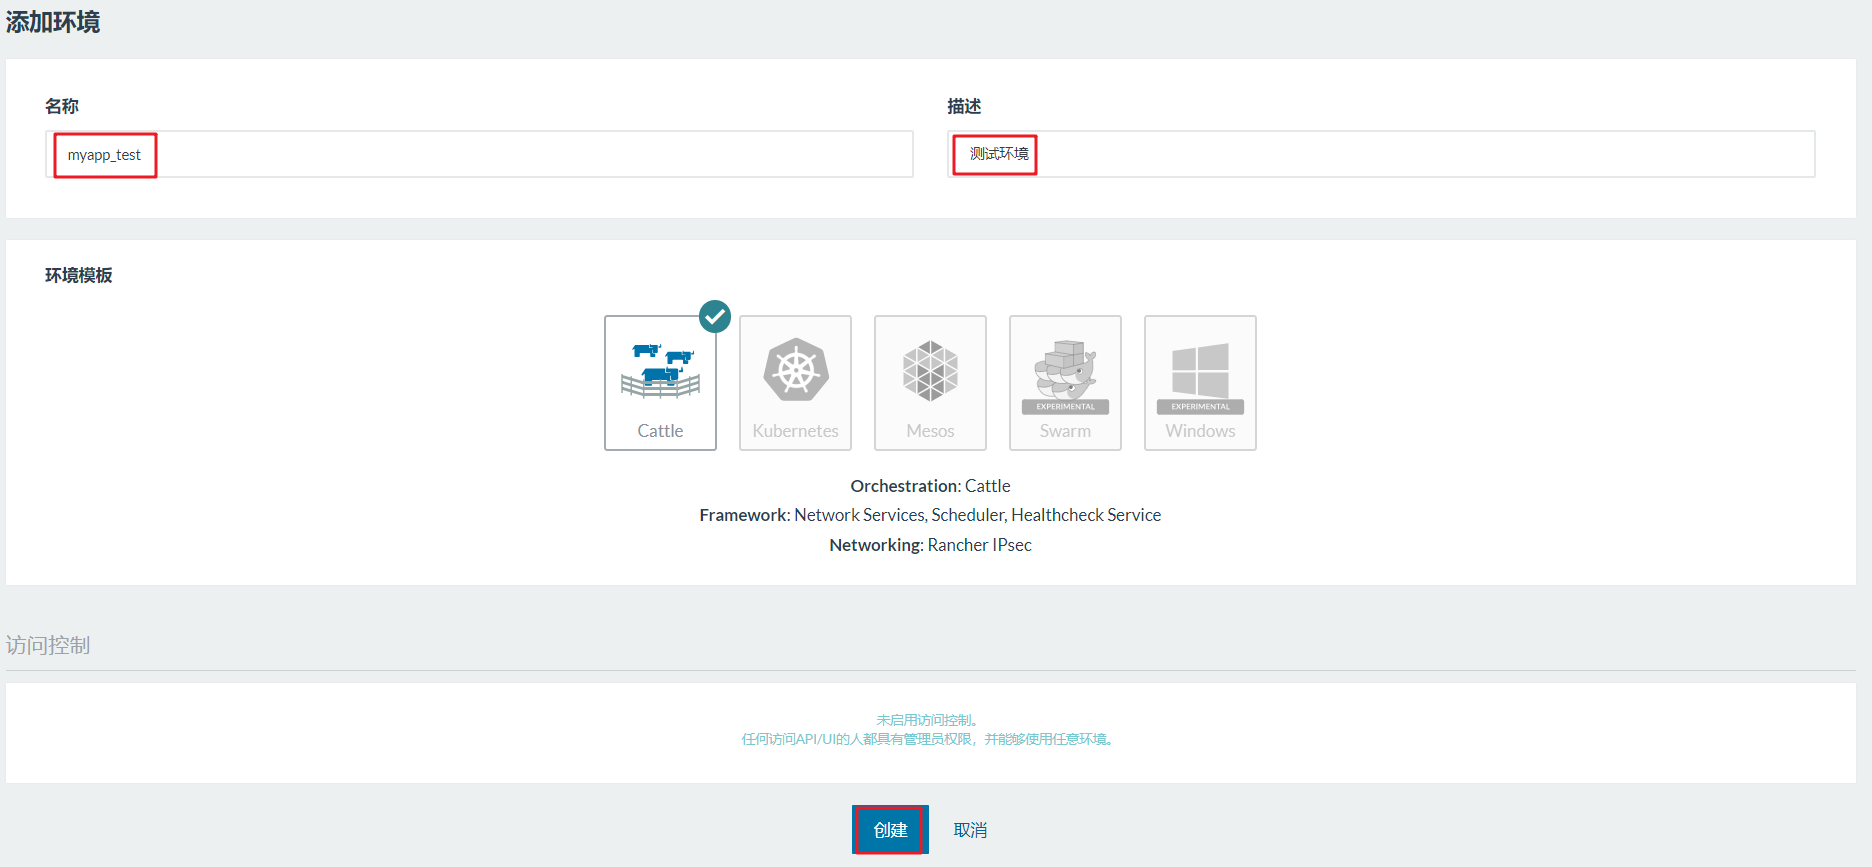 添加环境
名称
描述
myapp_test
测试环境
环境模板
EXPERIMENTAL
EXPERIMENTAL
Cattle
Kubernetes
Mesos
Swarm
Windows
Orchestration: Cattle
Framework: Network Services, Scheduler, Healthcheck Service
Networking: Rancher IPsec
访问控制
未启用访问控制。
任何访问API/UI的人都具有管理员权限，并能够使用任意环境。
创建
取消